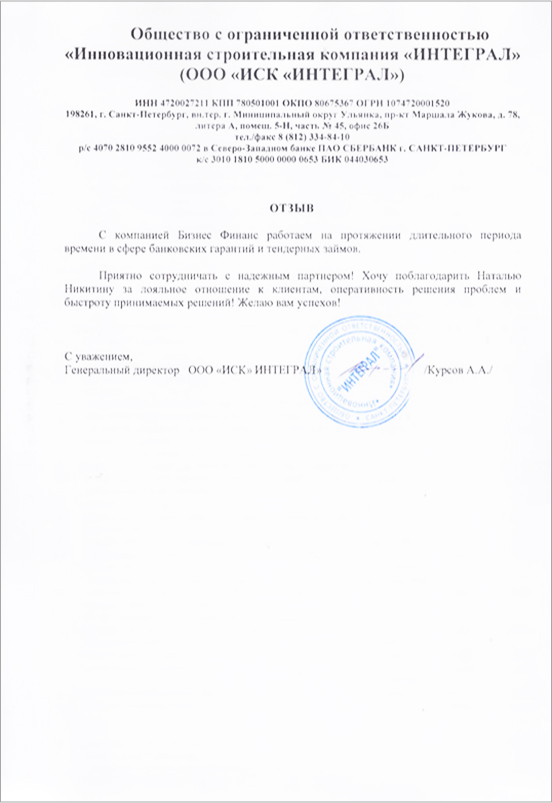 Общество с ограниченной ответственностью
«Инновационная строительная компания «ИНТЕГРАЛ»
(ООО «ИСК «ИНТЕГРАЛ»)
ИНН 4720027211 КПП 780501001 ОКПО 80675367 ОГРН 1074720001520
198261, г. Санкт-Петербург, вн.тер. г. Миниципальный округ Ульянка, пр-кт Маршала Жукова, д. 78,
литера А, помещ. 5-Н, часть № 45, офис 26Б
тел./факс 8 (812) 334-84-10
р/с 4070 2810 9552 4000 0072 в Северо-Западном банке ПАО СБЕРБАНК г. САНКТ-ПЕТЕРБУРГ
к/с 3010 1810 5000 0000 0653 БИК 044030653
ОТЗЫВ
С компанией Бизнес Финанс работаем на протяжении длительного периода
времени в сфере банковских гарантий и тендерных займов.
Приятно сотрудничать с надежным партнером! Хочу поблагодарить Наталью
Никитину за лояльное отношение к клиентам, оперативность решения проблем и
быстроту принимаемых решений! Желаю вам успехов!
С уважением,
Генеральный директор ООО «ИСК» ИНТЕГРАЛ» /Курсов А.А./
"ИНТЕГРАЛ"